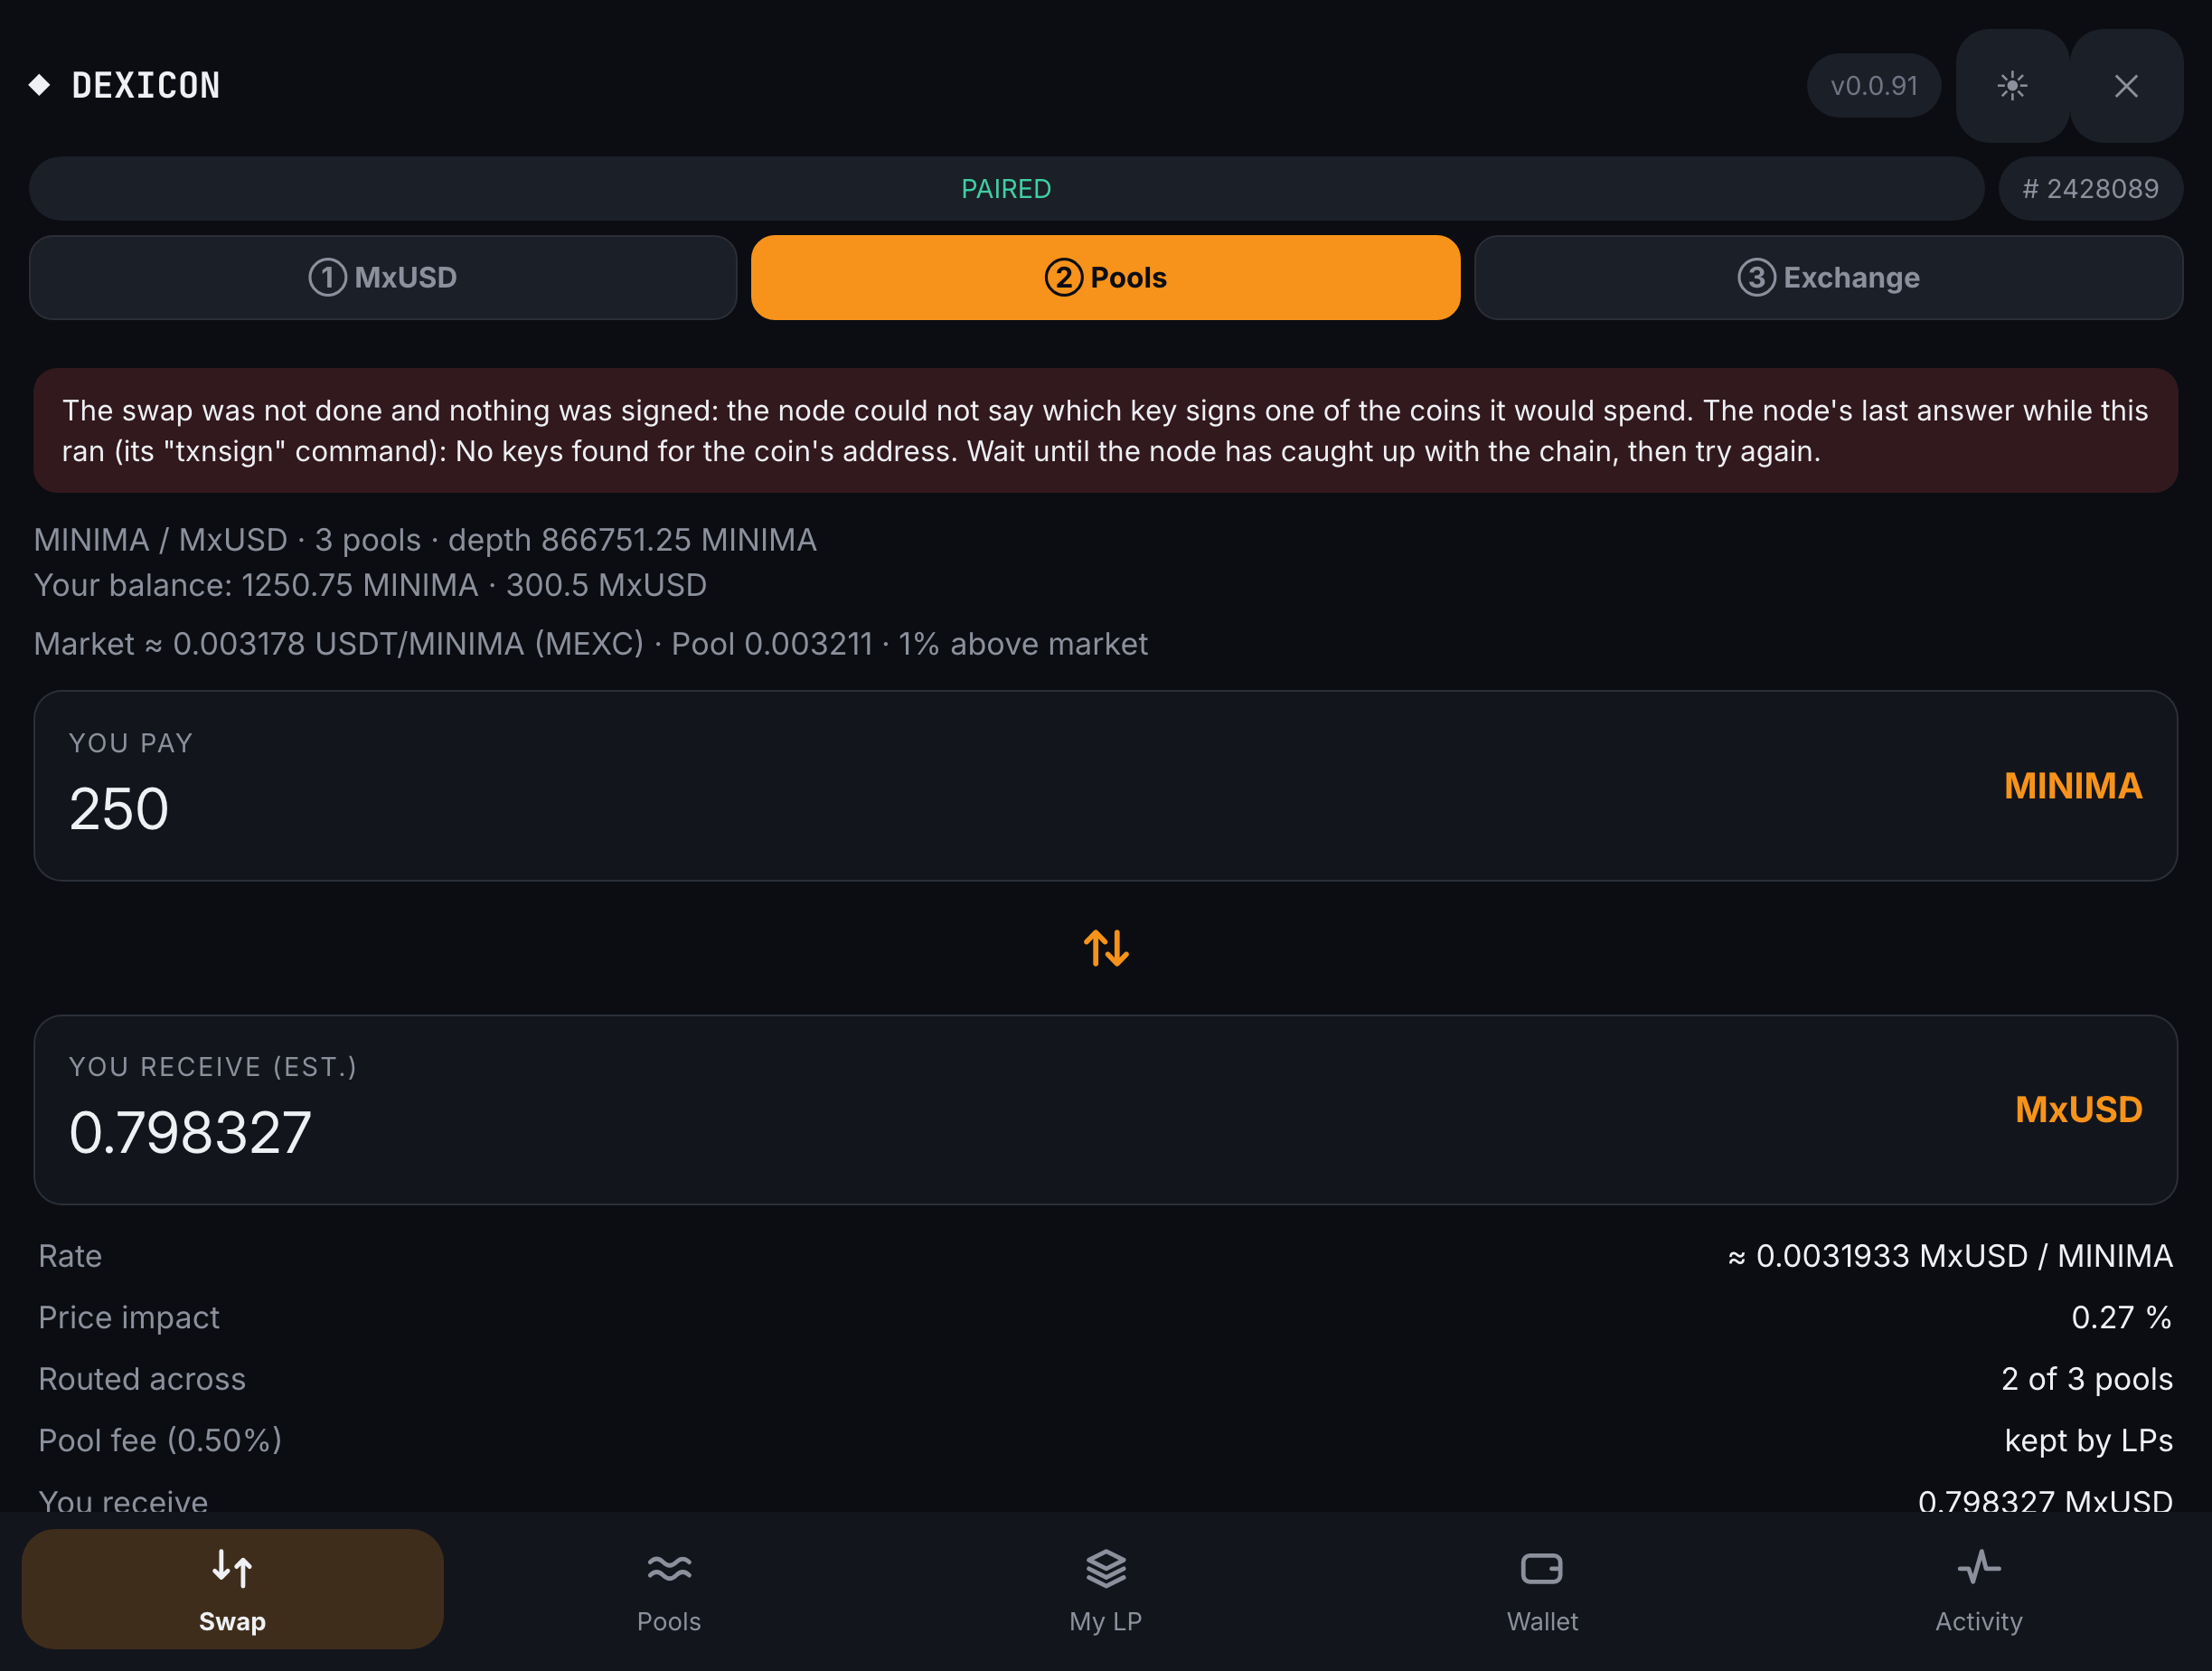 ◆ DEXICON
v0.0.91
PAIRED
# 2428089
① MxUSD
② Pools
③ Exchange
The swap was not done and nothing was signed: the node could not say which key signs one of the coins it would spend. The node's last answer while this
ran (its "txnsign" command): No keys found for the coin's address. Wait until the node has caught up with the chain, then try again.
MINIMA / MxUSD · 3 pools · depth 866751.25 MINIMA
Your balance: 1250.75 MINIMA · 300.5 MxUSD
Market ≈ 0.003178 USDT/MINIMA (MEXC) · Pool 0.003211 · 1% above market
YOU PAY
250
MINIMA
YOU RECEIVE (EST.)
0.798327
MxUSD
Rate
≈ 0.0031933 MxUSD / MINIMA
Price impact
0.27 %
Routed across
2 of 3 pools
Pool fee (0.50%)
kept by LPs
You receive
0.798327 MxUSD
Swap
Pools
My LP
Wallet
Activity